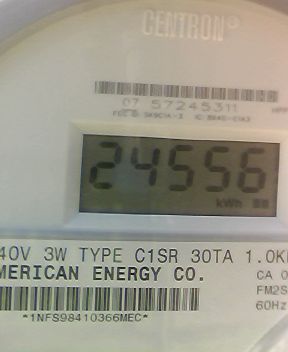 CENTRON®
07 57245311
24556
kWh
40V 3W TYPE C1SR 30TA 1.0K
MERICAN ENERGY CO.
CA 0
FM2S
60Hz
*1NFS98410366MEC*